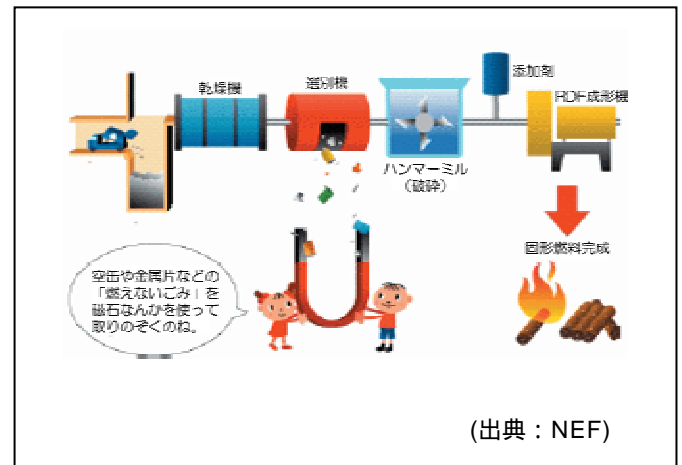 乾燥機
選別機
添加剤
RDF成形機
ハンマーミル
(破砕)
固形燃料完成
空缶や金属片などの
「燃えないごみ」を
磁石なんかを使って
取りのぞくのね。
(出典：NEF)